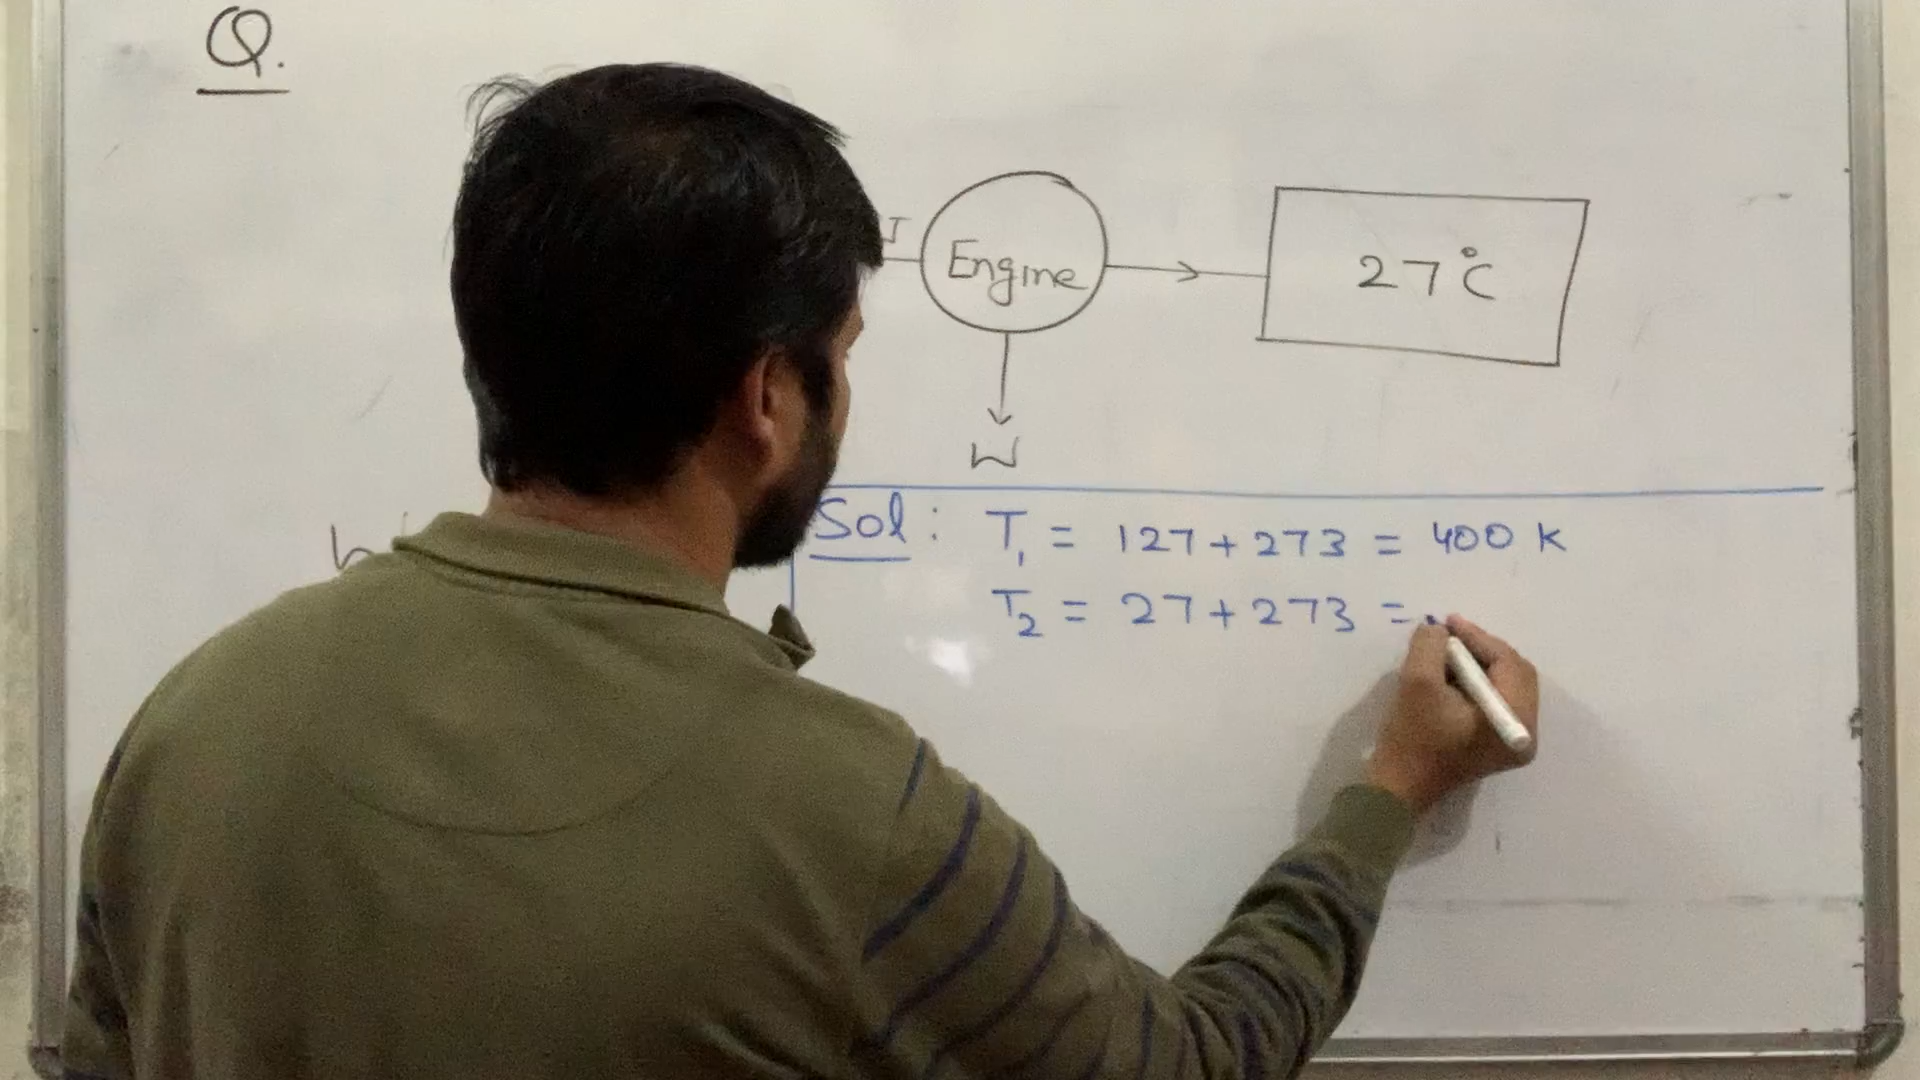 Q.
Engine
27°C
W
Sol: T₁ = 127 + 273 = 400 K
T₂ = 27 + 273 =